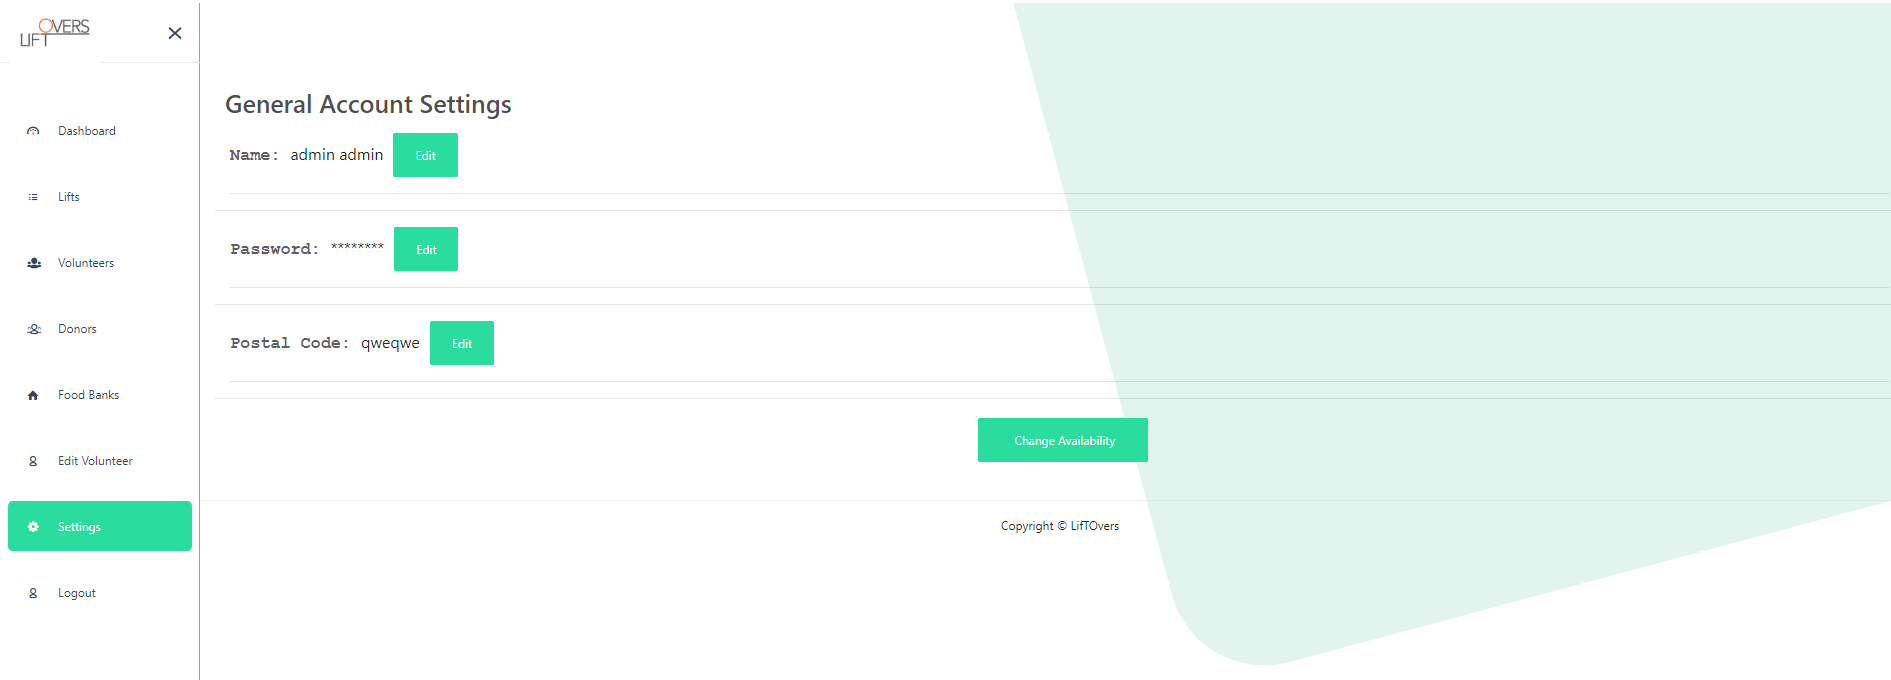 OVERS
LIFT
Dashboard
Lifts
Volunteers
Donors
Food Banks
Edit Volunteer
Settings
Logout
General Account Settings
Name: admin admin Edit
Password: ******** Edit
Postal Code: qweqwe Edit
Change Availability
Copyright © LifTOvers